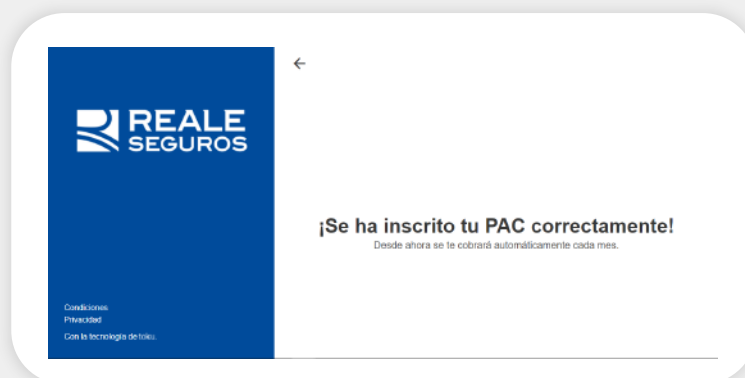 REALE
SEGUROS
¡Se ha inscrito tu PAC correctamente!
Desde ahora se te cobrará automáticamente cada mes.
Condiciones
Privacidad
Con la tecnología de toku.